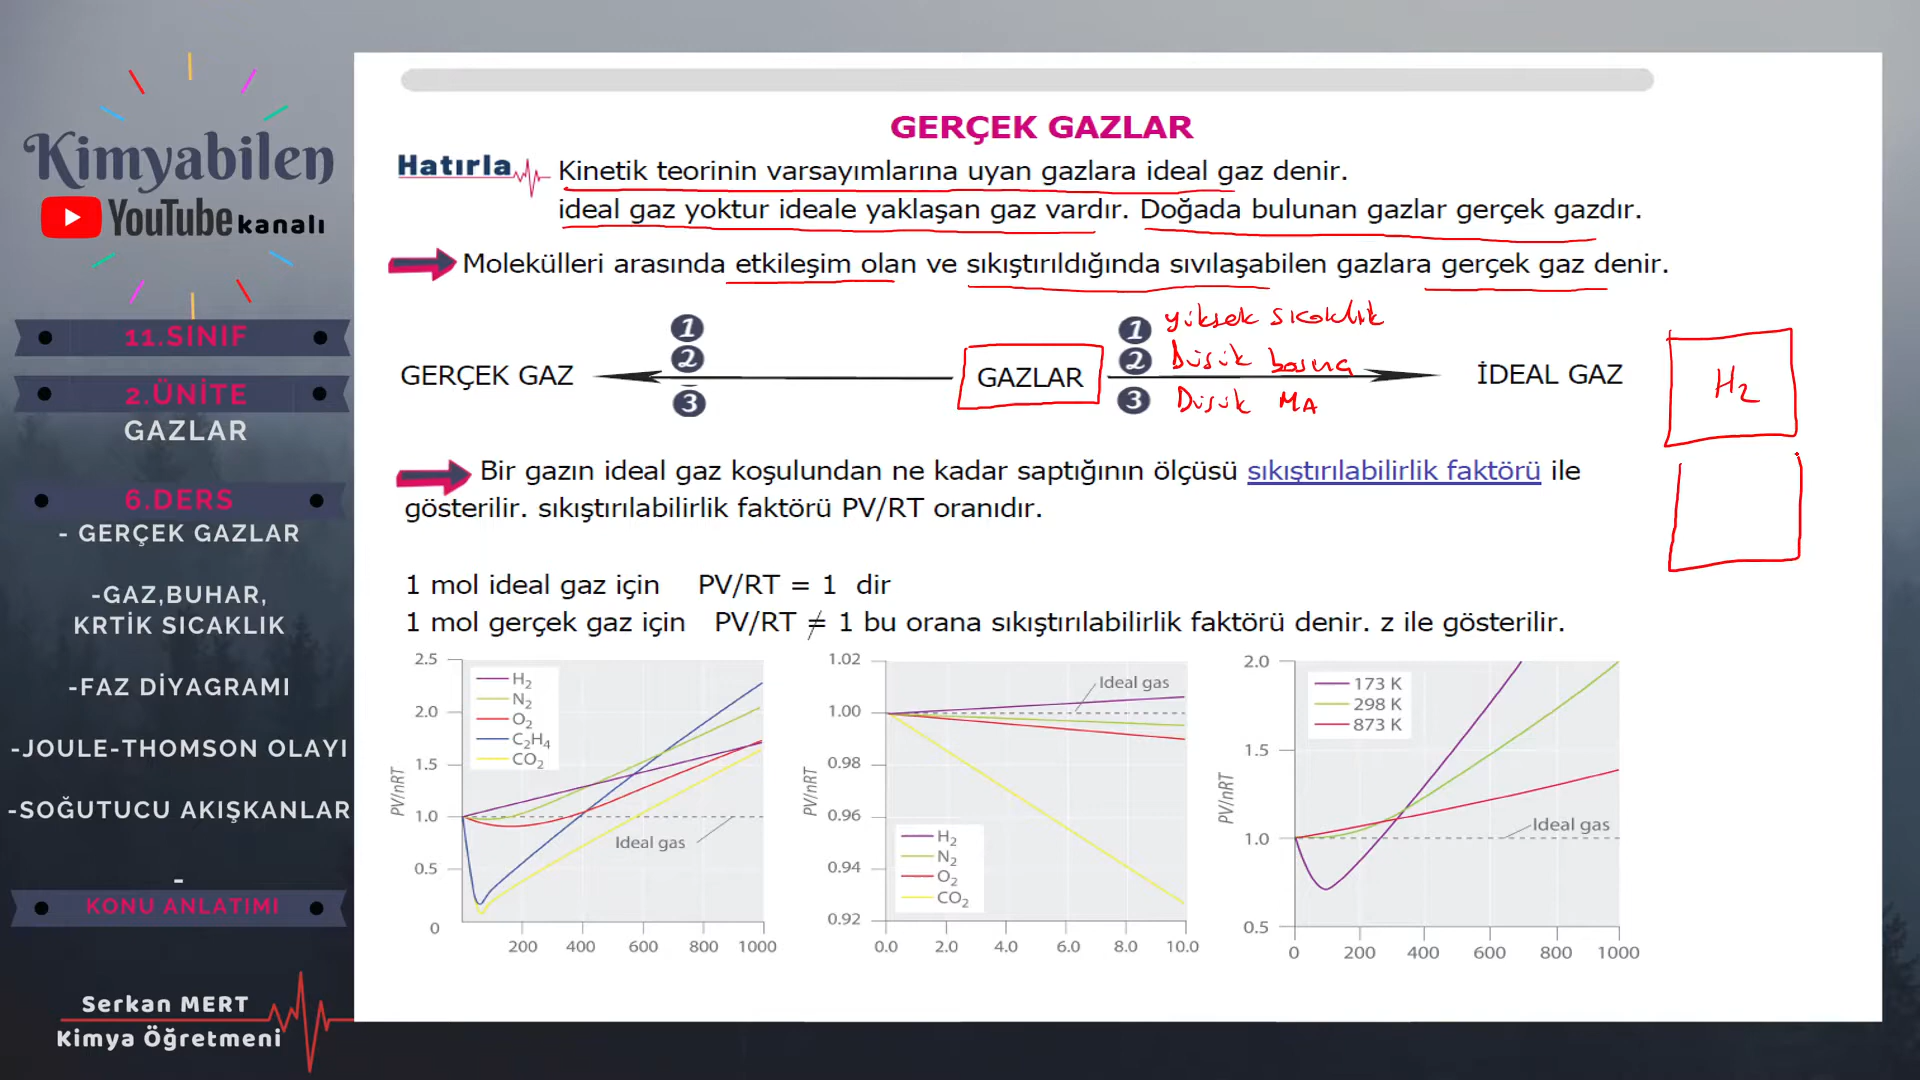 Kimyabilen
YouTube kanalı
11.SINIF
2.ÜNİTE
GAZLAR
6.DERS
- GERÇEK GAZLAR
-GAZ,BUHAR,
KRTİK SICAKLIK
-FAZ DİYAGRAMI
-JOULE-THOMSON OLAYI
-SOĞUTUCU AKIŞKANLAR
-
KONU ANLATIMI
Serkan MERT
Kimya Öğretmeni
GERÇEK GAZLAR
Hatırla Kinetik teorinin varsayımlarına uyan gazlara ideal gaz denir.
ideal gaz yoktur ideale yaklaşan gaz vardır. Doğada bulunan gazlar gerçek gazdır.
Molekülleri arasında etkileşim olan ve sıkıştırıldığında sıvılaşabilen gazlara gerçek gaz denir.
1 1 yüksek sıcaklık
2 2 Düşük basınç
GERÇEK GAZ GAZLAR İDEAL GAZ
3 3 Düşük MA
H2
Bir gazın ideal gaz koşulundan ne kadar saptığının ölçüsü sıkıştırılabilirlik faktörü ile
gösterilir. sıkıştırılabilirlik faktörü PV/RT oranıdır.
1 mol ideal gaz için PV/RT = 1 dir
1 mol gerçek gaz için PV/RT ≠ 1 bu orana sıkıştırılabilirlik faktörü denir. z ile gösterilir.
PV/nRT
2.5
2.0
1.5
1.0
0.5
0
H2
N2
O2
C2H4
CO2
Ideal gas
200 400 600 800 1000
PV/nRT
1.02
1.00
0.98
0.96
0.94
0.92
Ideal gas
H2
N2
O2
CO2
0.0 2.0 4.0 6.0 8.0 10.0
PV/nRT
2.0
1.5
1.0
0.5
173 K
298 K
873 K
Ideal gas
0 200 400 600 800 1000